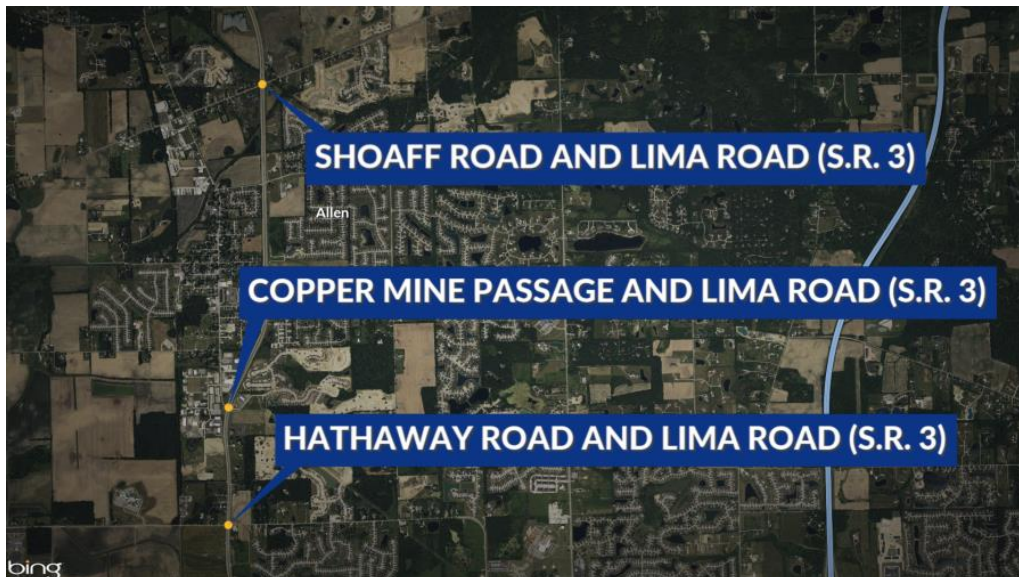 SHOAFF ROAD AND LIMA ROAD (S.R. 3)
Allen
COPPER MINE PASSAGE AND LIMA ROAD (S.R. 3)
HATHAWAY ROAD AND LIMA ROAD (S.R. 3)
bing